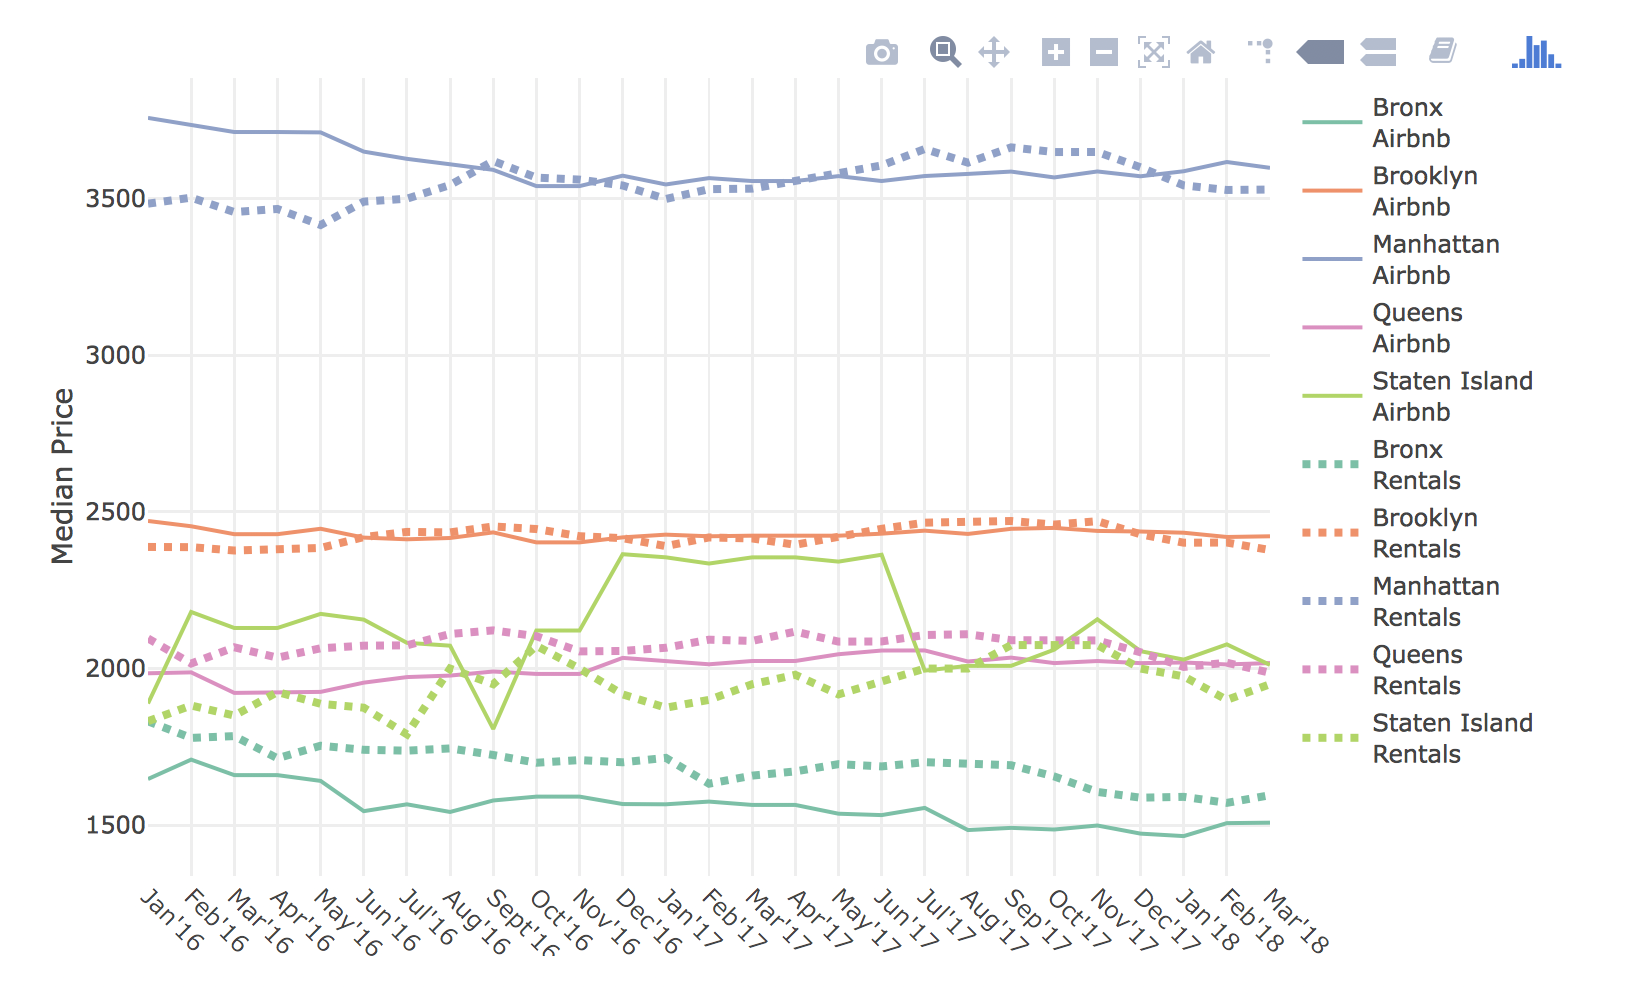 Bronx
Airbnb
Brooklyn
Airbnb
Manhattan
Airbnb
Queens
Airbnb
Staten Island
Airbnb
Bronx
Rentals
Brooklyn
Rentals
Manhattan
Rentals
Queens
Rentals
Staten Island
Rentals
Median Price
3500
3000
2500
2000
1500
Jan'16
Feb'16
Mar'16
Apr'16
May'16
Jun'16
Jul'16
Aug'16
Sept'16
Oct'16
Nov'16
Dec'16
Jan'17
Feb'17
Mar'17
Apr'17
May'17
Jun'17
Jul'17
Aug'17
Sep'17
Oct'17
Nov'17
Dec'17
Jan'18
Feb'18
Mar'18